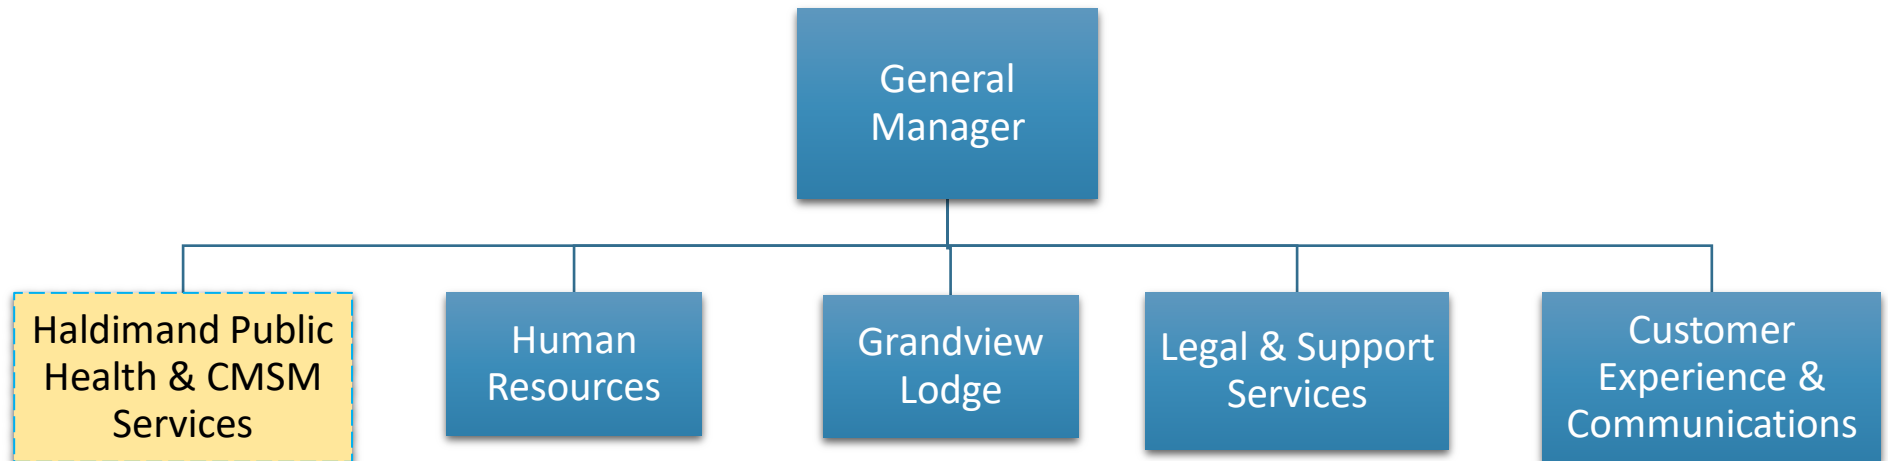 General
Manager
Haldimand Public
Health & CMSM
Services
Human
Resources
Grandview
Lodge
Legal & Support
Services
Customer
Experience &
Communications